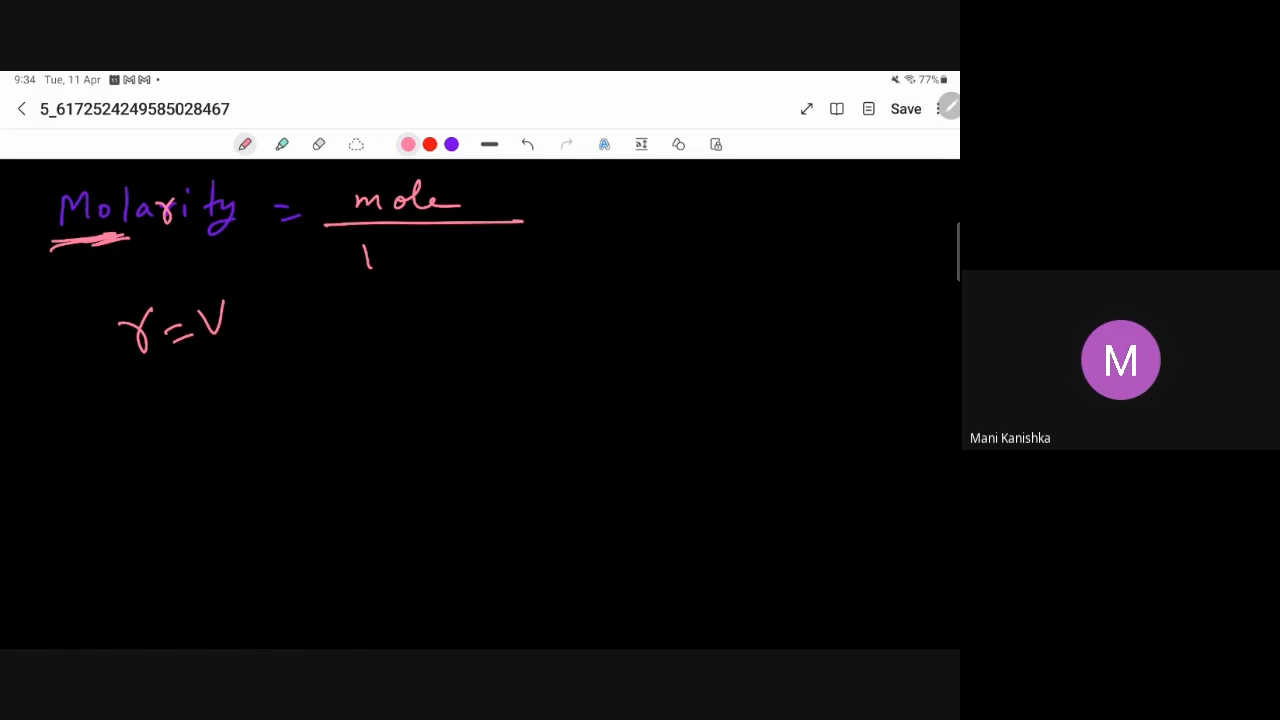 9:34 Tue, 11 Apr
77%
5_6172524249585028467
Save
Molarity = mole
r = V
M
Mani Kanishka